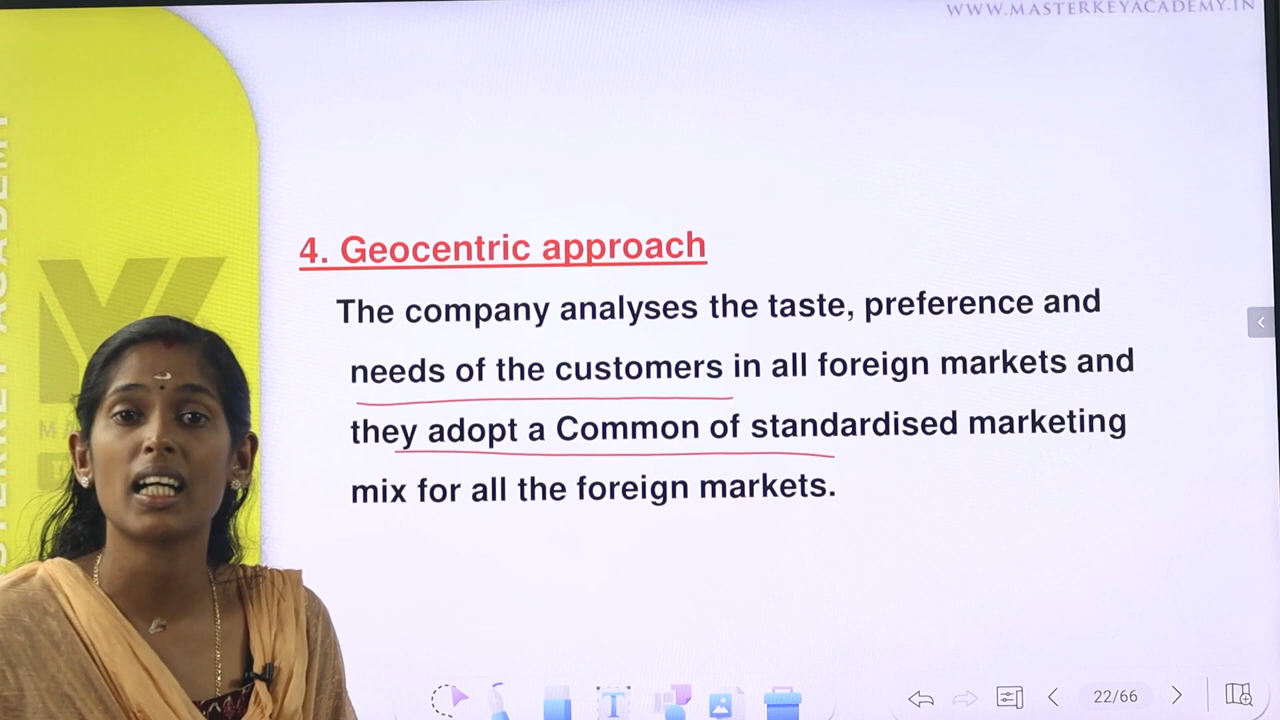 WWW.MASTERKEYACADEMY.IN
4. Geocentric approach
The company analyses the taste, preference and
needs of the customers in all foreign markets and
they adopt a Common of standardised marketing
mix for all the foreign markets.
22/66